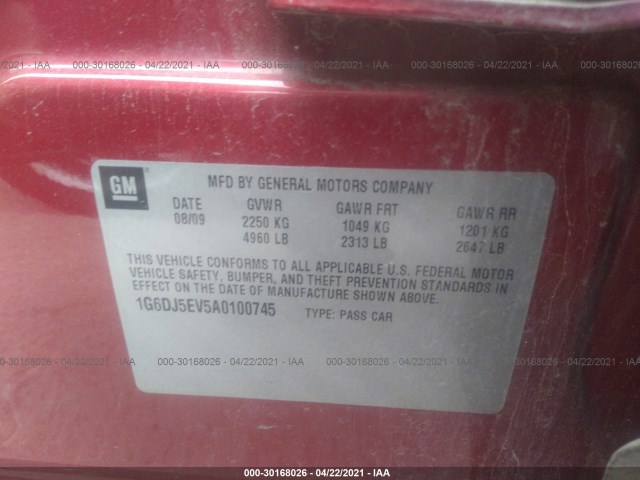 000-30168026 - 04/22/2021 - IAA
GM
MFD BY GENERAL MOTORS COMPANY
DATE GVWR GAWR FRT GAWR RR
08/09 2250 KG 1049 KG 1201 KG
4960 LB 2313 LB 2647 LB
THIS VEHICLE CONFORMS TO ALL APPLICABLE U.S. FEDERAL MOTOR
VEHICLE SAFETY, BUMPER, AND THEFT PREVENTION STANDARDS IN
EFFECT ON THE DATE OF MANUFACTURE SHOWN ABOVE.
1G6DJ5EV5A0100745 TYPE: PASS CAR
000-30168026 - 04/22/2021 - IAA
000-30168026 - 04/22/2021 - IAA